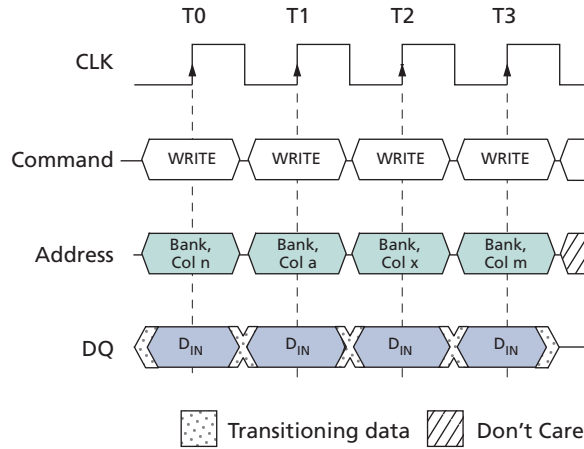 T0 T1 T2 T3
CLK
Command WRITE WRITE WRITE WRITE
Address Bank, Col n Bank, Col a Bank, Col x Bank, Col m
DQ DIN DIN DIN DIN
Transitioning data Don't Care